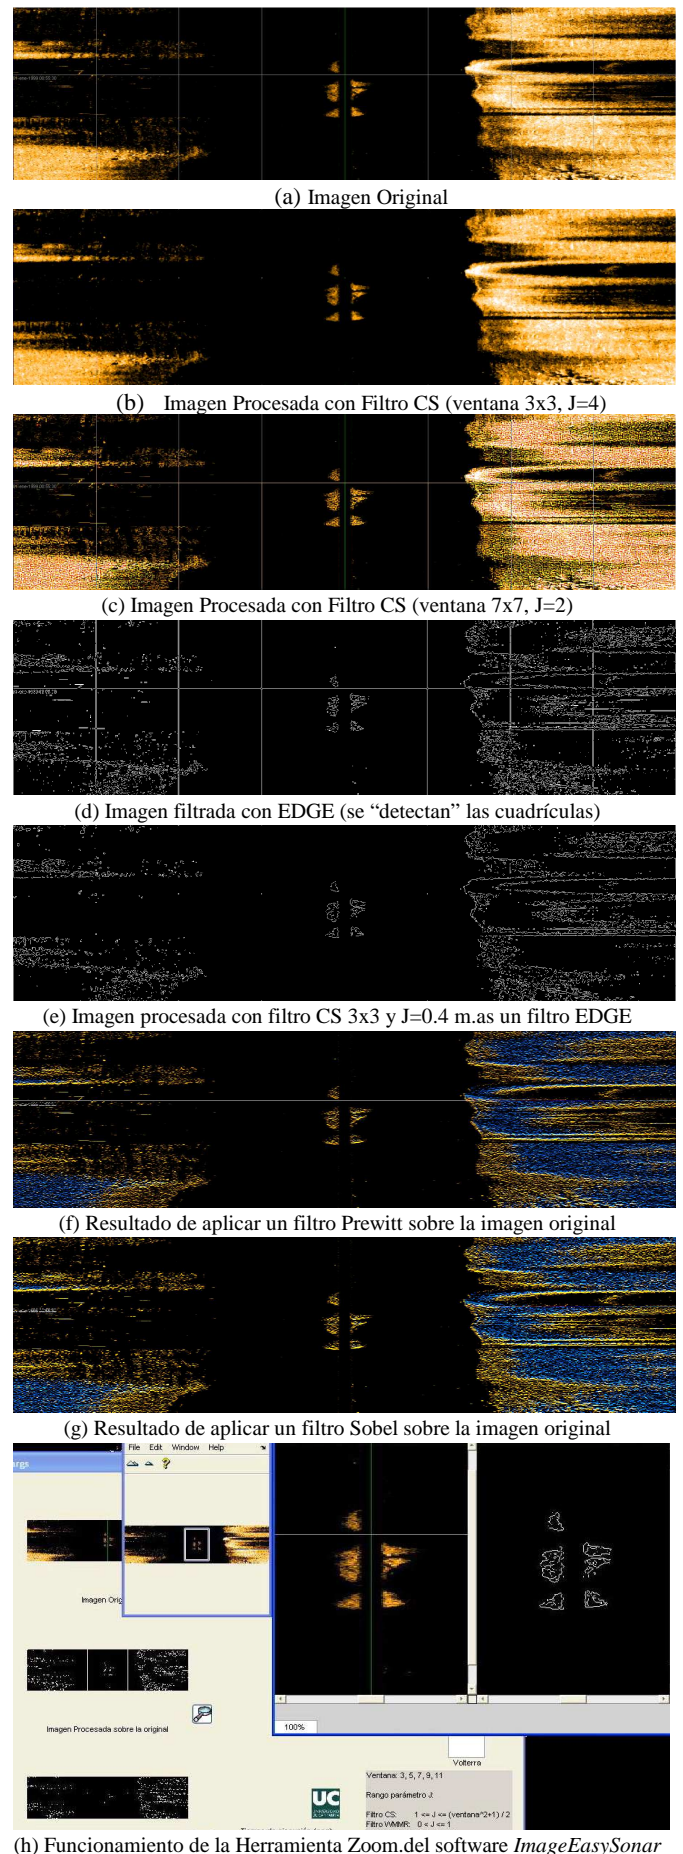 (a) Imagen Original
(b) Imagen Procesada con Filtro CS (ventana 3x3, J=4)
(c) Imagen Procesada con Filtro CS (ventana 7x7, J=2)
(d) Imagen filtrada con EDGE (se “detectan” las cuadrículas)
(e) Imagen procesada con filtro CS 3x3 y J=0.4 m.as un filtro EDGE
(f) Resultado de aplicar un filtro Prewitt sobre la imagen original
(g) Resultado de aplicar un filtro Sobel sobre la imagen original
args
File Edit Window Help
Imagen Orig
Imagen Procesada sobre la original
100%
Volterra
Ventana: 3, 5, 7, 9, 11
Rango parámetro J:
Filtro CS: 1 <= J <= (ventana^2+1) / 2
Filtro WMMR: 0 < J <= 1
UC
(h) Funcionamiento de la Herramienta Zoom.del software ImageEasySonar